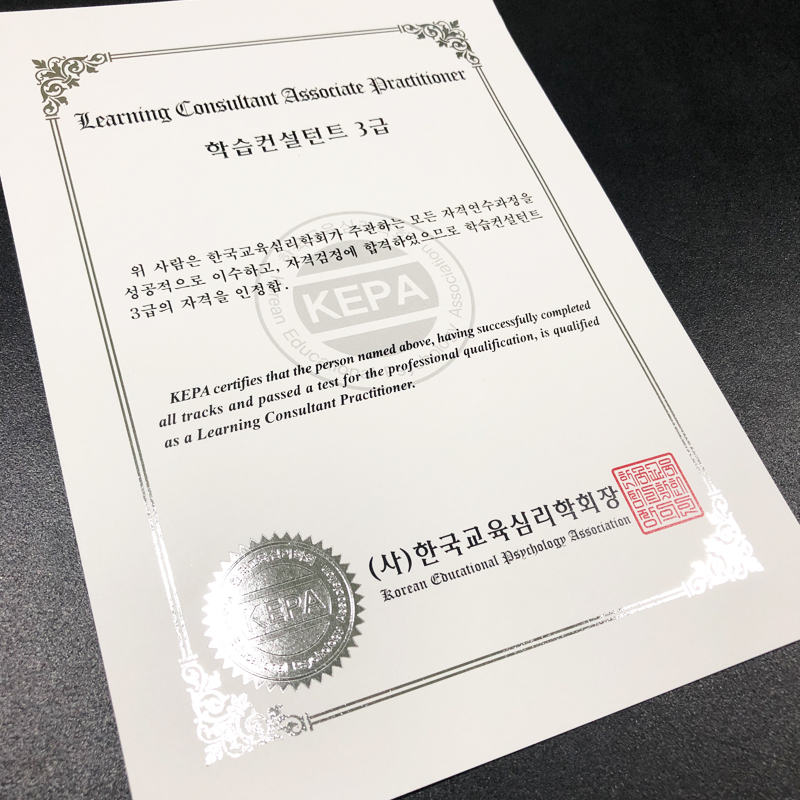 Learning Consultant Associate Practitioner
학습컨설턴트 3급
위 사람은 한국교육심리학회가 주관하는 모든 자격연수과정을
성공적으로 이수하고, 자격검정에 합격하였으므로 학습컨설턴트
3급의 자격을 인정함.
KEPA
KEPA certifies that the person named above, having successfully completed
all tracks and passed a test for the professional qualification, is qualified
as a Learning Consultant Practitioner.
(사)한국교육심리학회장
Korean Educational Psychology Association
KEPA